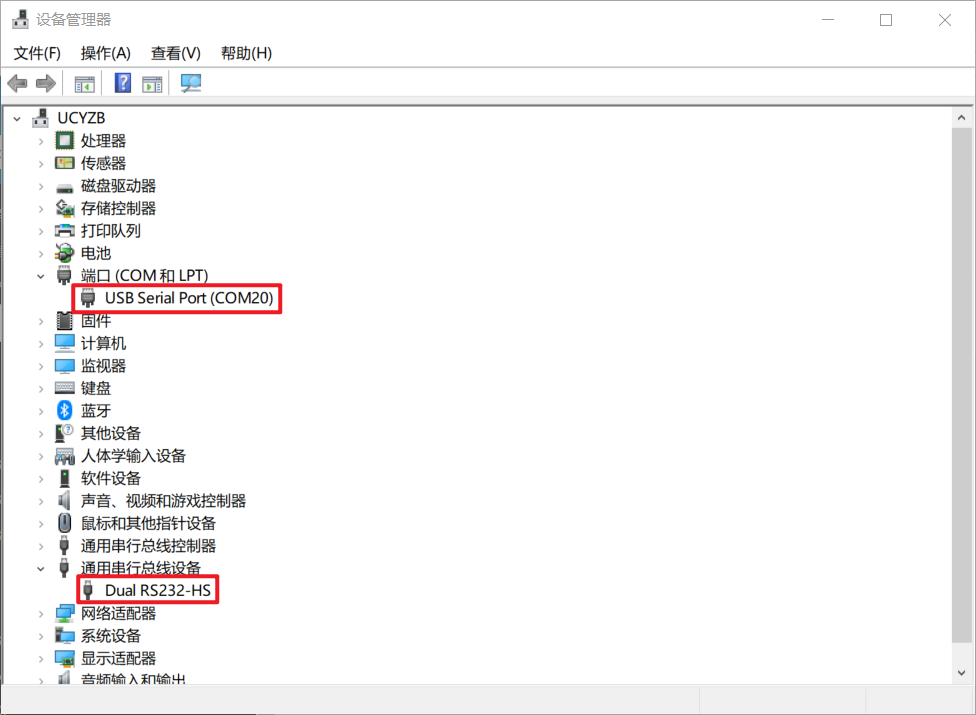 设备管理器
文件(F) 操作(A) 查看(V) 帮助(H)
UCYZB
处理器
传感器
磁盘驱动器
存储控制器
打印队列
电池
端口 (COM 和 LPT)
USB Serial Port (COM20)
固件
计算机
监视器
键盘
蓝牙
其他设备
人体学输入设备
软件设备
声音、视频和游戏控制器
鼠标和其他指针设备
通用串行总线控制器
通用串行总线设备
Dual RS232-HS
网络适配器
系统设备
显示适配器
音频输入和输出